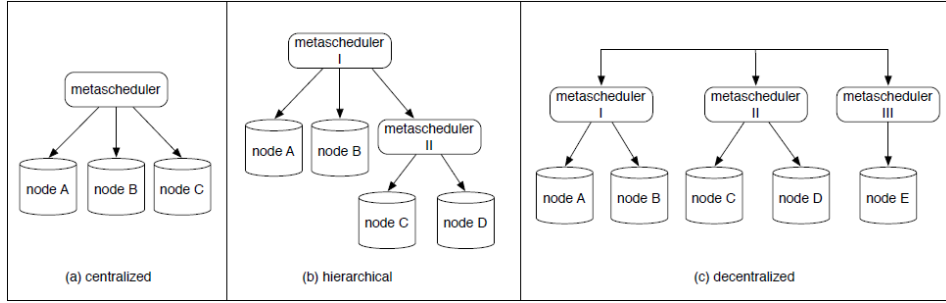 metascheduler
node A
node B
node C
(a) centralized
metascheduler
I
node A
node B
metascheduler
II
node C
node D
(b) hierarchical
metascheduler
I
metascheduler
II
metascheduler
III
node A
node B
node C
node D
node E
(c) decentralized